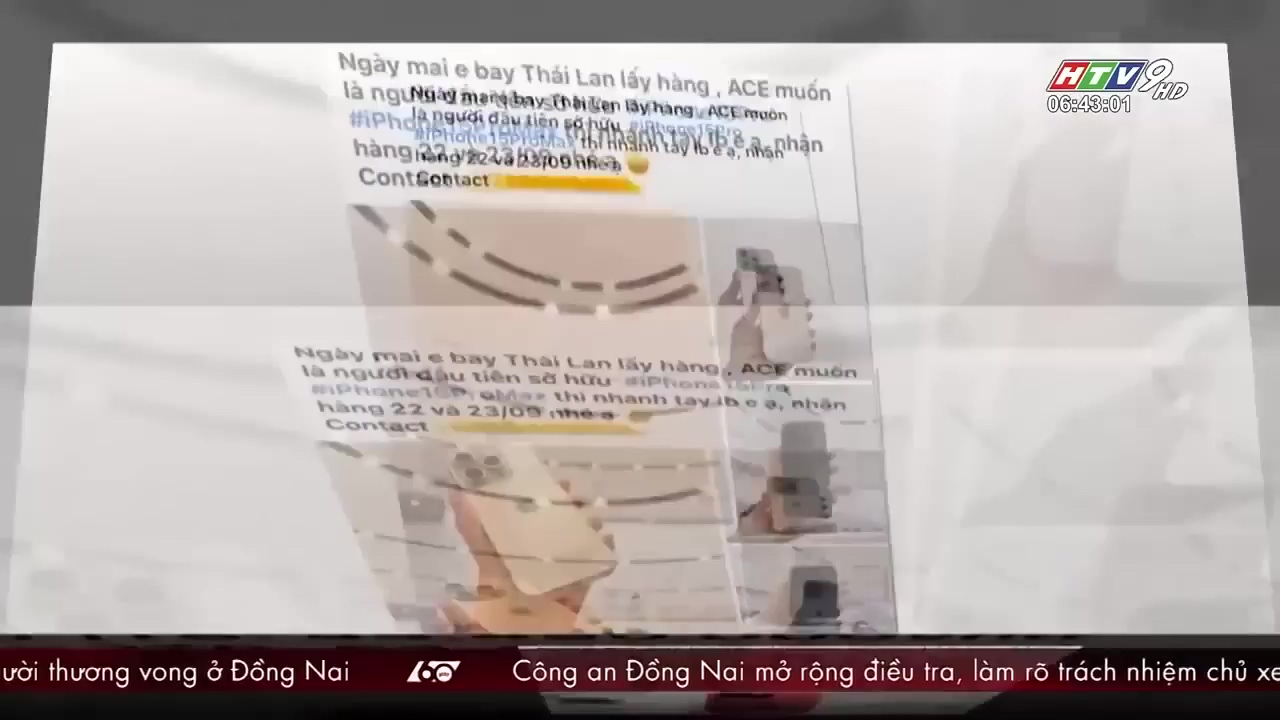 HTV9 HD
06:43:01
Ngày mai e bay Thái Lan lấy hàng , ACE muốn
là người đầu tiên sở hữu #iPhone15Pro
#iPhone15ProMax thì nhanh tay ib e ạ, nhận
hàng 22 và 23/09 nhé ạ
Contact
Ngày mai e bay Thái Lan lấy hàng , ACE muốn
là người đầu tiên sở hữu #iPhone15Pro
#iPhone15ProMax thì nhanh tay ib e ạ, nhận
hàng 22 và 23/09 nhé ạ
Contact
Ngày mai e bay Thái Lan lấy hàng , ACE muốn
là người đầu tiên sở hữu #iPhone15Pro
#iPhone15ProMax thì nhanh tay ib e ạ, nhận
hàng 22 và 23/09 nhé ạ
Contact
ười thương vong ở Đồng Nai 60 giây Công an Đồng Nai mở rộng điều tra, làm rõ trách nhiệm chủ xe